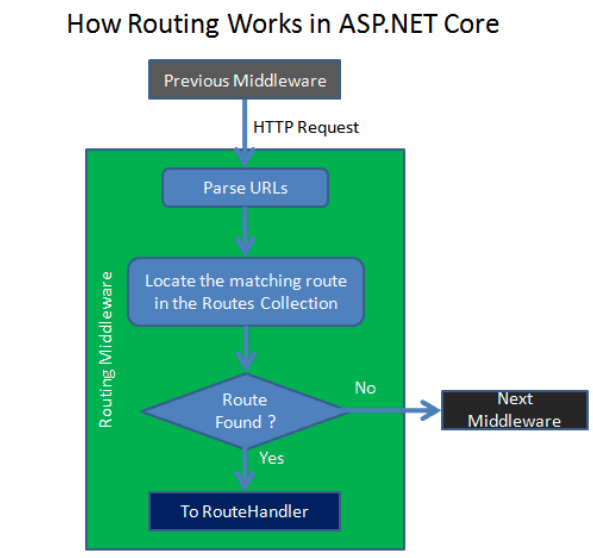 How Routing Works in ASP.NET Core
Previous Middleware
HTTP Request
Parse URLs
Locate the matching route
in the Routes Collection
Routing Middleware
Route
Found ?
No
Next
Middleware
Yes
To RouteHandler